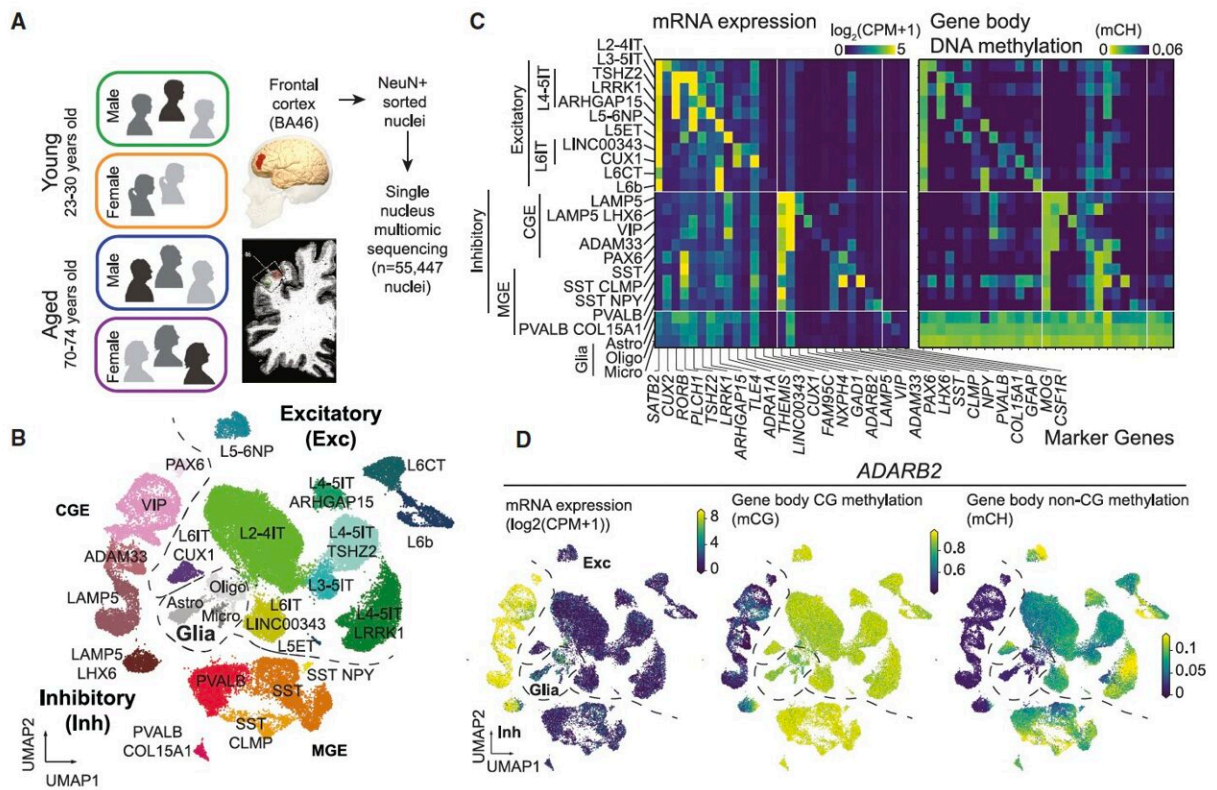 A
Young
23-30 years old
Male
Female
Aged
70-74 years old
Male
Female
Frontal
cortex
(BA46)
NeuN+
sorted
nuclei
Single
nucleus
multiomic
sequencing
(n=55,447
nuclei)
B
Excitatory
(Exc)
L5-6NP
PAX6
CGE
VIP
L4-5IT
ARHGAP15
L6CT
L2-4IT
L6b
ADAM33
L6IT
CUX1
L4-5IT
TSHZ2
Oligo
L3-5IT
LAMP5
Astro
Micro
L6IT
LINC00343
L4-5IT
LRRK1
Glia
L5ET
LAMP5
LHX6
SST NPY
Inhibitory
(Inh)
PVALB
SST
SST
CLMP
PVALB
COL15A1
MGE
UMAP2
UMAP1
C
mRNA expression
log2(CPM+1)
0 5
Gene body
DNA methylation
(mCH)
0 0.06
Excitatory
L4-5IT
L6IT
Inhibitory
CGE
MGE
Glia
L2-4IT
L3-5IT
TSHZ2
LRRK1
ARHGAP15
L5-6NP
L5ET
LINC00343
CUX1
L6CT
L6b
LAMP5
LAMP5 LHX6
VIP
ADAM33
PAX6
SST
SST CLMP
SST NPY
PVALB
PVALB COL15A1
Astro
Oligo
Micro
SATB2
CUX2
RORB
PLCH1
TSHZ2
LRRK1
ARHGAP15
TLE4
ADRA1A
THEMIS
LINC00343
CUX1
FAM95C
NXPH4
GAD1
ADARB2
LAMP5
VIP
ADAM33
PAX6
LHX6
SST
CLMP
NPY
PVALB
COL15A1
GFAP
MOG
CSF1R
Marker Genes
D
ADARB2
mRNA expression
(log2(CPM+1))
8
6
4
2
0
Exc
Glia
Inh
UMAP2
UMAP1
Gene body CG methylation
(mCG)
0.8
0.6
Gene body non-CG methylation
(mCH)
0.1
0.05
0